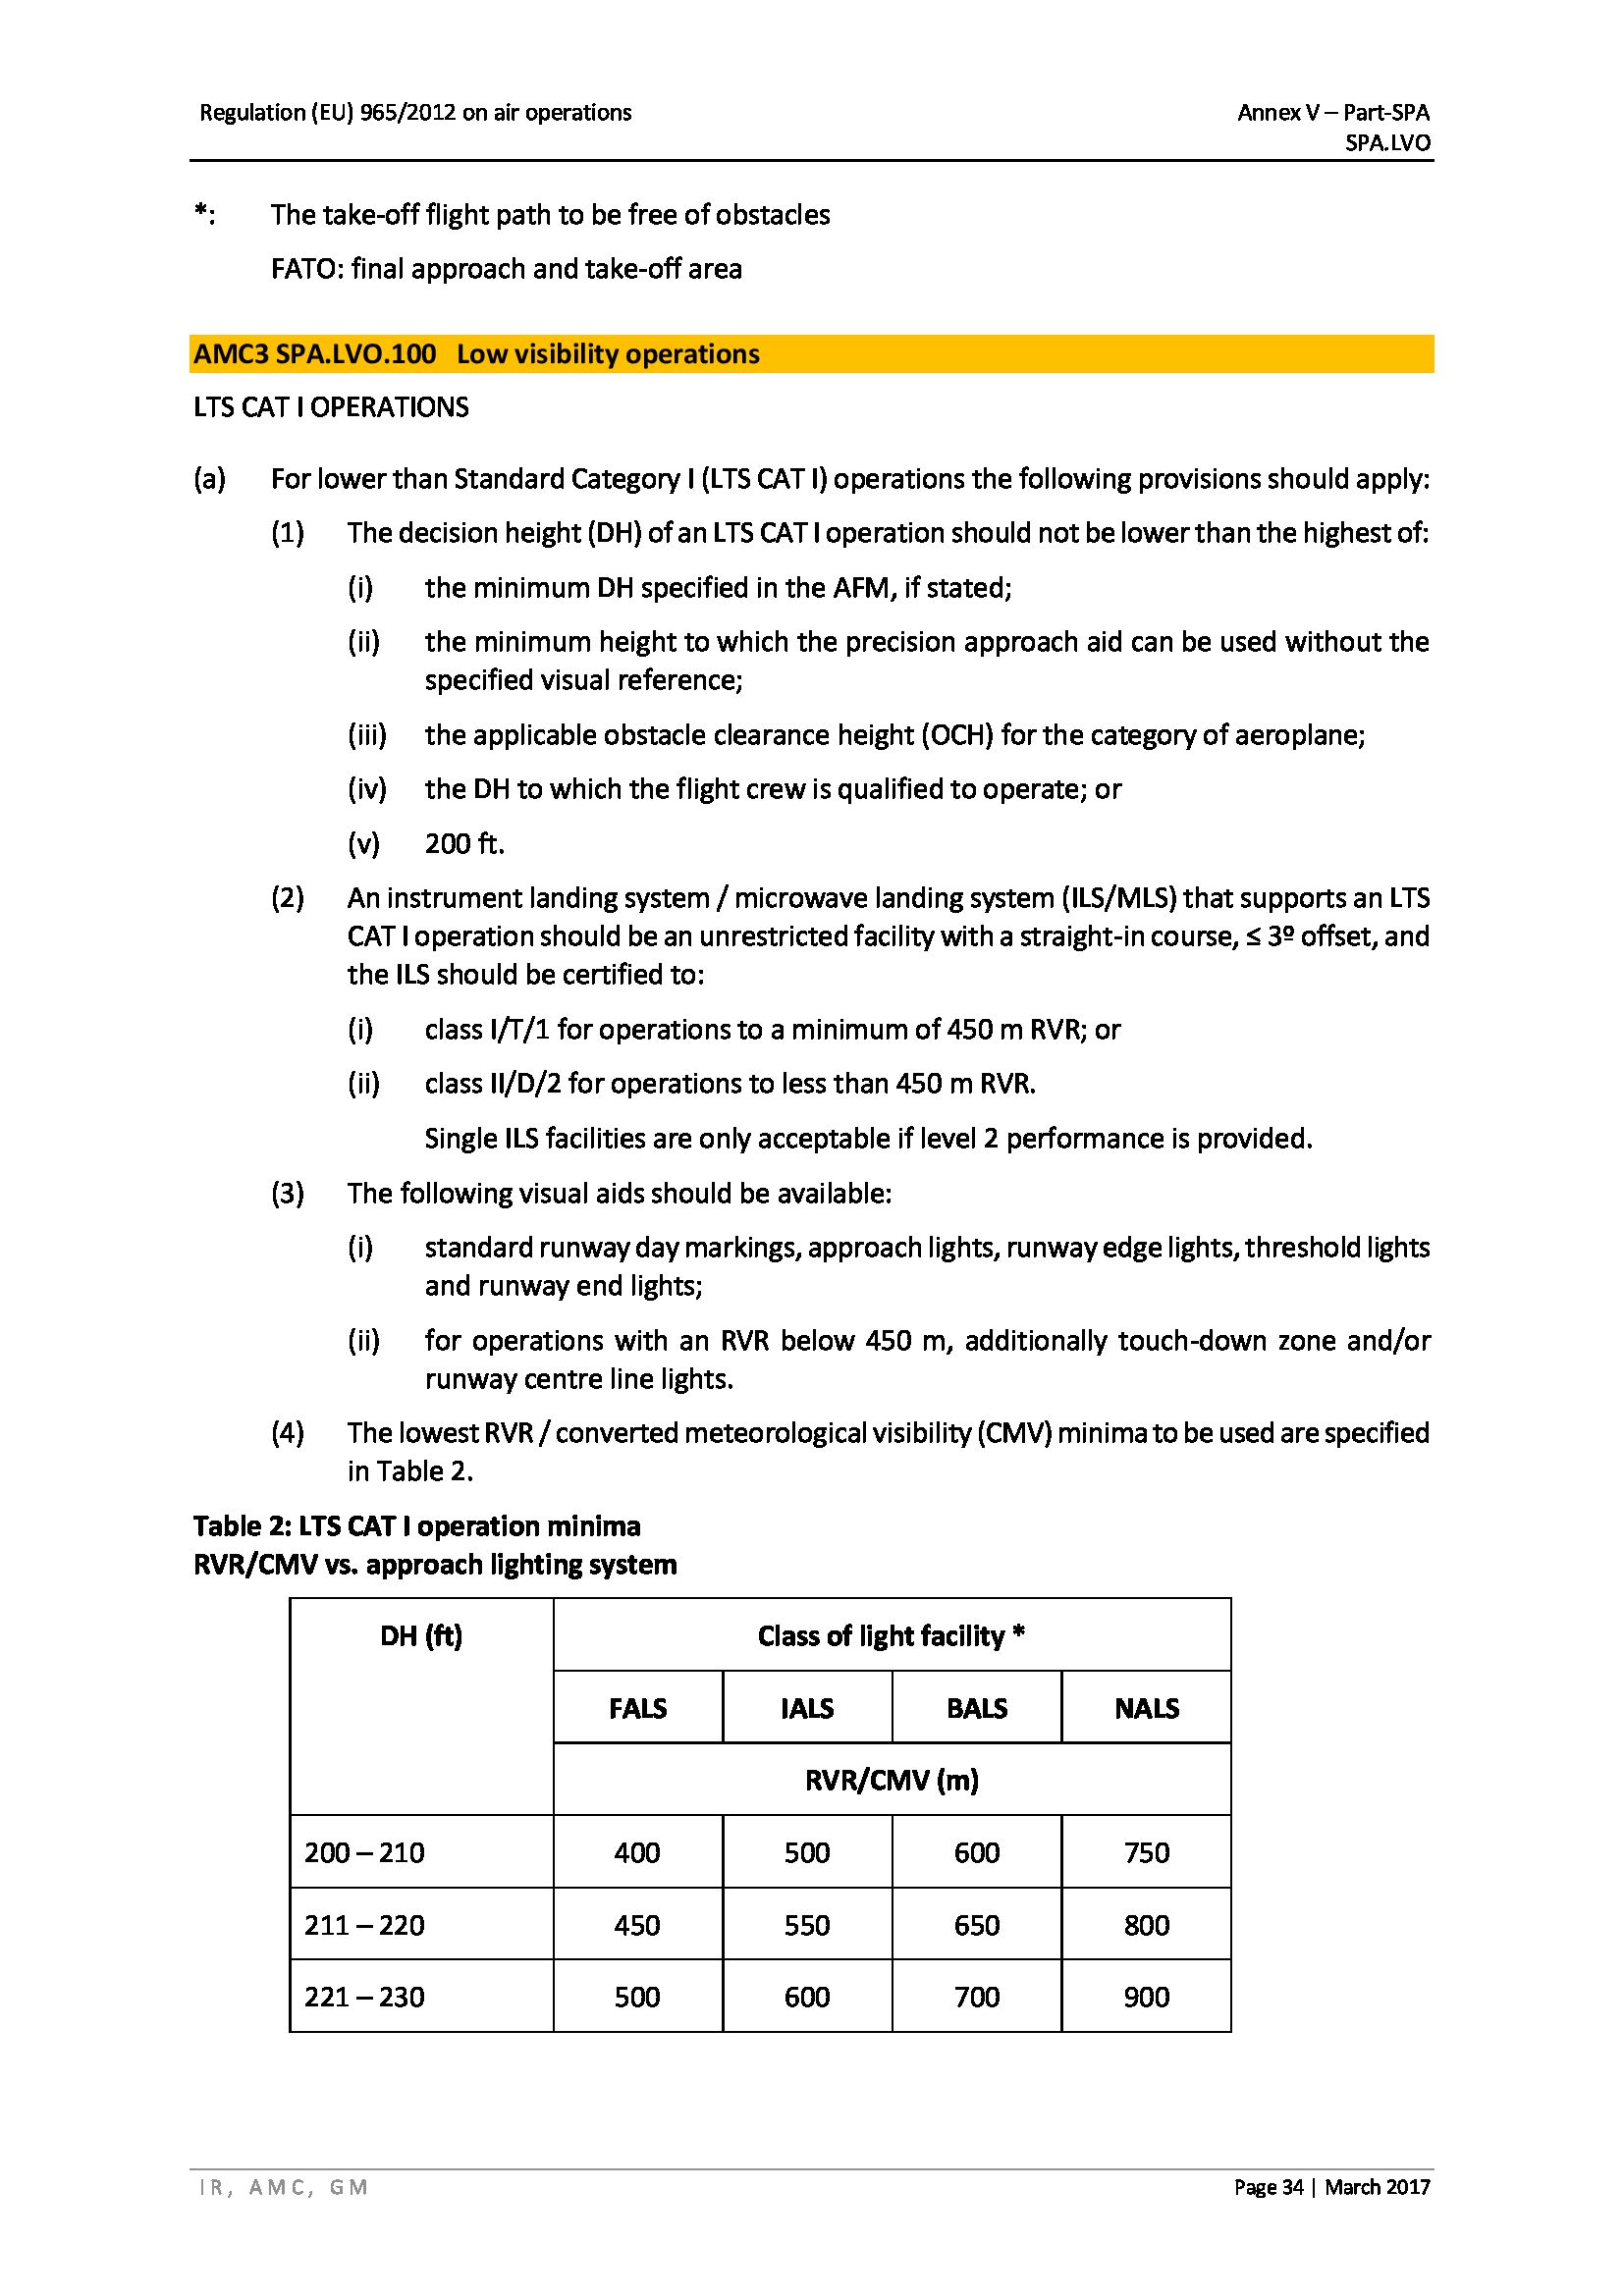 Regulation (EU) 965/2012 on air operations
Annex V – Part-SPA
SPA.LVO
*: The take-off flight path to be free of obstacles
FATO: final approach and take-off area
AMC3 SPA.LVO.100 Low visibility operations
LTS CAT I OPERATIONS
(a) For lower than Standard Category I (LTS CAT I) operations the following provisions should apply:
(1) The decision height (DH) of an LTS CAT I operation should not be lower than the highest of:
(i) the minimum DH specified in the AFM, if stated;
(ii) the minimum height to which the precision approach aid can be used without the
specified visual reference;
(iii) the applicable obstacle clearance height (OCH) for the category of aeroplane;
(iv) the DH to which the flight crew is qualified to operate; or
(v) 200 ft.
(2) An instrument landing system / microwave landing system (ILS/MLS) that supports an LTS
CAT I operation should be an unrestricted facility with a straight-in course, ≤ 3º offset, and
the ILS should be certified to:
(i) class I/T/1 for operations to a minimum of 450 m RVR; or
(ii) class II/D/2 for operations to less than 450 m RVR.
Single ILS facilities are only acceptable if level 2 performance is provided.
(3) The following visual aids should be available:
(i) standard runway day markings, approach lights, runway edge lights, threshold lights
and runway end lights;
(ii) for operations with an RVR below 450 m, additionally touch-down zone and/or
runway centre line lights.
(4) The lowest RVR / converted meteorological visibility (CMV) minima to be used are specified
in Table 2.
Table 2: LTS CAT I operation minima
RVR/CMV vs. approach lighting system
DH (ft) Class of light facility *
FALS IALS BALS NALS
RVR/CMV (m)
200 – 210 400 500 600 750
211 – 220 450 550 650 800
221 – 230 500 600 700 900
IR, AMC, GM
Page 34 | March 2017